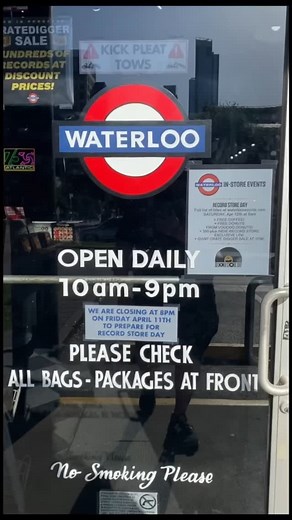 RATEDIGGER
SALE
HUNDREDS OF
RECORDS AT
DISCOUNT
PRICES!
KICK PLEAT
TOWS
WATERLOO
IN-STORE EVENTS
RECORD STORE DAY
OPEN DAILY
10am-9pm
WE ARE CLOSING AT 8PM
ON FRIDAY APRIL 11TH
TO PREPARE FOR
RECORD STORE DAY
PLEASE CHECK
ALL BAGS - PACKAGES AT FRONT
No Smoking Please